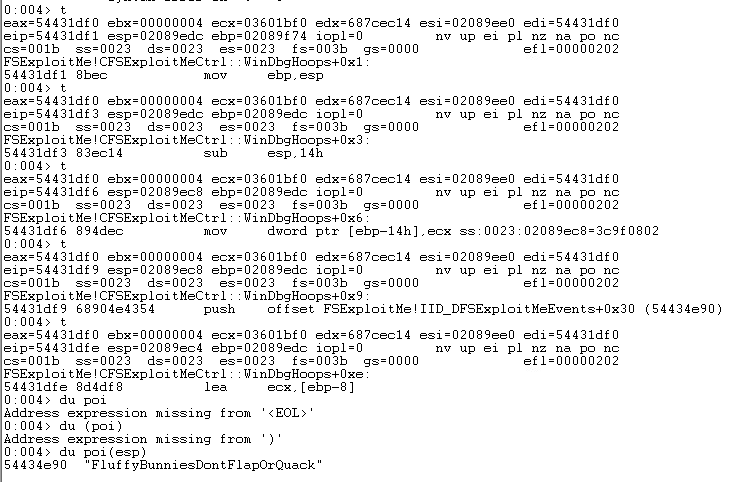 0:004> t
eax=54431df0 ebx=00000004 ecx=03601bf0 edx=687cec14 esi=02089ee0 edi=54431df0
eip=54431df1 esp=02089edc ebp=02089f74 iopl=0         nv up ei pl nz na po nc
cs=001b  ss=0023  ds=0023  es=0023  fs=003b  gs=0000             efl=00000202
FSExploitMe!CFSExploitMeCtrl::WinDbgHoops+0x1:
54431df1 8bec            mov     ebp,esp
0:004> t
eax=54431df0 ebx=00000004 ecx=03601bf0 edx=687cec14 esi=02089ee0 edi=54431df0
eip=54431df3 esp=02089edc ebp=02089edc iopl=0         nv up ei pl nz na po nc
cs=001b  ss=0023  ds=0023  es=0023  fs=003b  gs=0000             efl=00000202
FSExploitMe!CFSExploitMeCtrl::WinDbgHoops+0x3:
54431df3 83ec14          sub     esp,14h
0:004> t
eax=54431df0 ebx=00000004 ecx=03601bf0 edx=687cec14 esi=02089ee0 edi=54431df0
eip=54431df6 esp=02089ec8 ebp=02089edc iopl=0         nv up ei pl nz na po nc
cs=001b  ss=0023  ds=0023  es=0023  fs=003b  gs=0000             efl=00000202
FSExploitMe!CFSExploitMeCtrl::WinDbgHoops+0x6:
54431df6 894dec          mov     dword ptr [ebp-14h],ecx ss:0023:02089ec8=3c9f0802
0:004> t
eax=54431df0 ebx=00000004 ecx=03601bf0 edx=687cec14 esi=02089ee0 edi=54431df0
eip=54431df9 esp=02089ec8 ebp=02089edc iopl=0         nv up ei pl nz na po nc
cs=001b  ss=0023  ds=0023  es=0023  fs=003b  gs=0000             efl=00000202
FSExploitMe!CFSExploitMeCtrl::WinDbgHoops+0x9:
54431df9 68904e4354      push    offset FSExploitMe!IID_DFSExploitMeEvents+0x30 (54434e90)
0:004> t
eax=54431df0 ebx=00000004 ecx=03601bf0 edx=687cec14 esi=02089ee0 edi=54431df0
eip=54431dfe esp=02089ec4 ebp=02089edc iopl=0         nv up ei pl nz na po nc
cs=001b  ss=0023  ds=0023  es=0023  fs=003b  gs=0000             efl=00000202
FSExploitMe!CFSExploitMeCtrl::WinDbgHoops+0xe:
54431dfe 8d4df8          lea     ecx,[ebp-8]
0:004> du poi
Address expression missing from '<EOL>'
0:004> du (poi)
Address expression missing from ')'
0:004> du poi(esp)
54434e90  "FluffyBunniesDontFlapOrQuack"